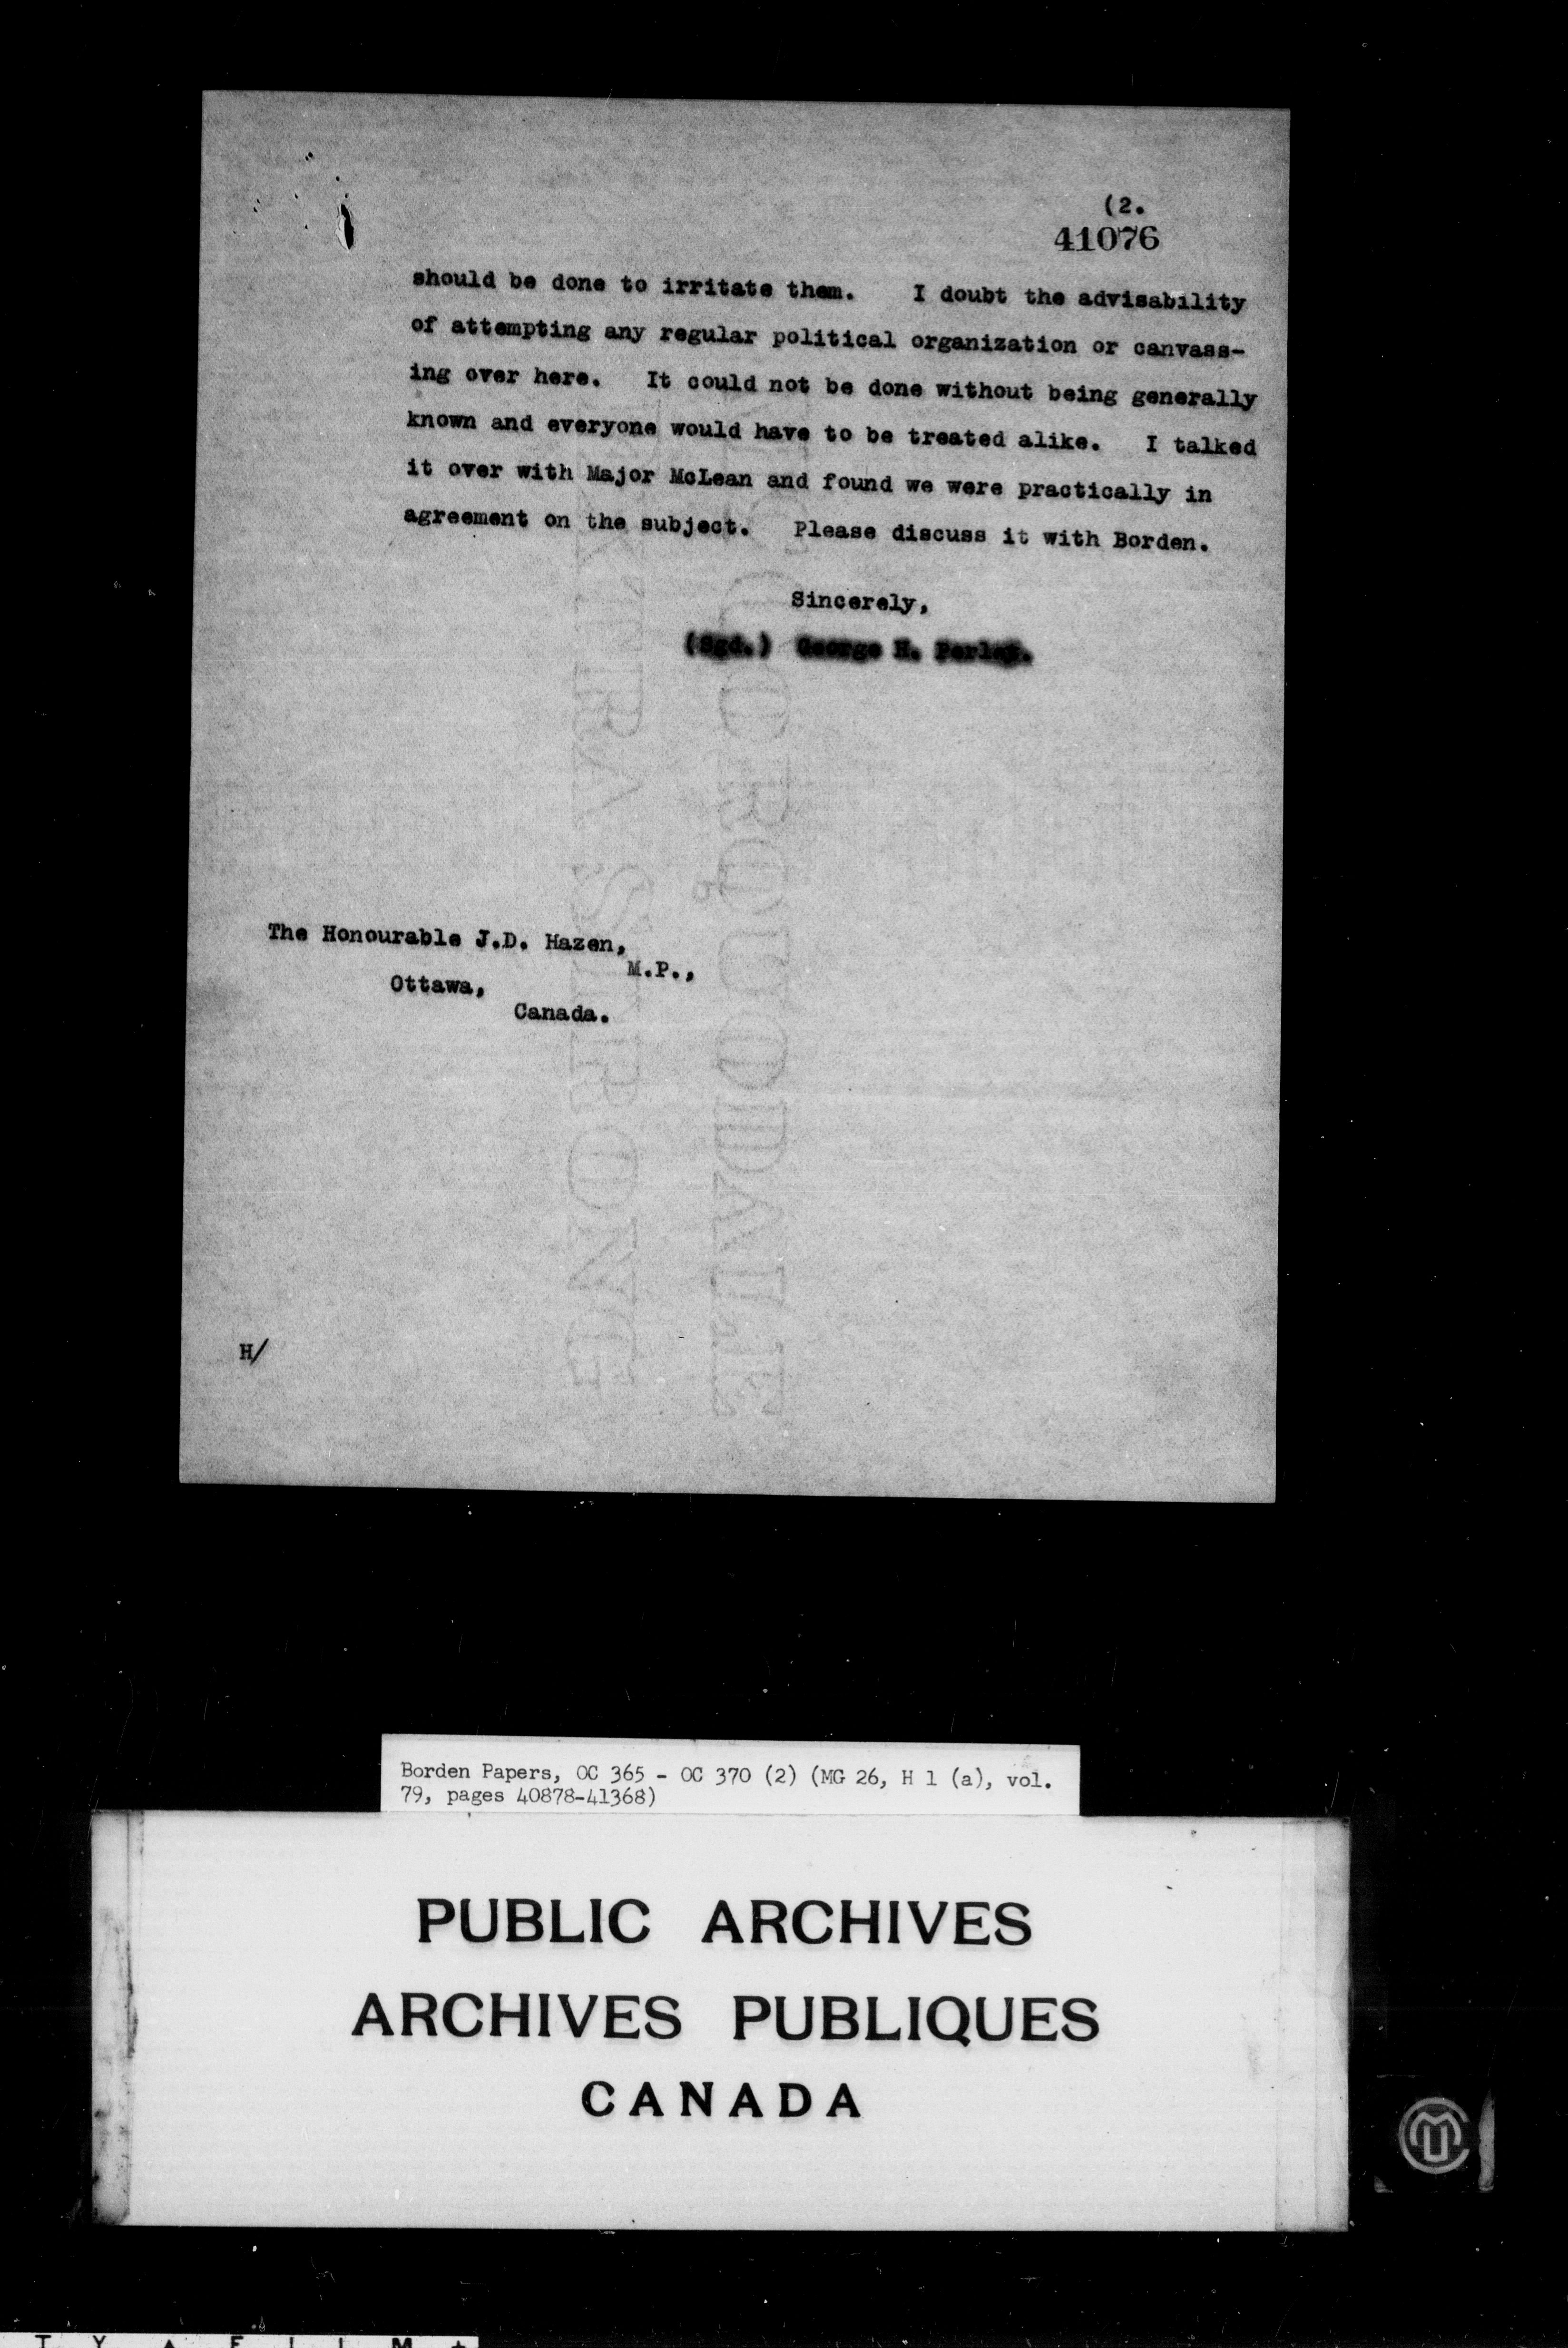 (2.
41076
should be done to irritate them. I doubt the advisability
of attempting any regular political organization or canvass-
ing over here. It could not be done without being generally
known and everyone would have to be treated alike. I talked
it over with Major McLean and found we were practically in
agreement on the subject. Please discuss it with Borden.
Sincerely,
(Sgd.) George H. Perley.
The Honourable J.D. Hazen,
M.P.,
Ottawa,
Canada.
H/
Borden Papers, OC 365 - OC 370 (2) (MG 26, H 1 (a), vol.
79, pages 40878-41368)
PUBLIC ARCHIVES
ARCHIVES PUBLIQUES
CANADA